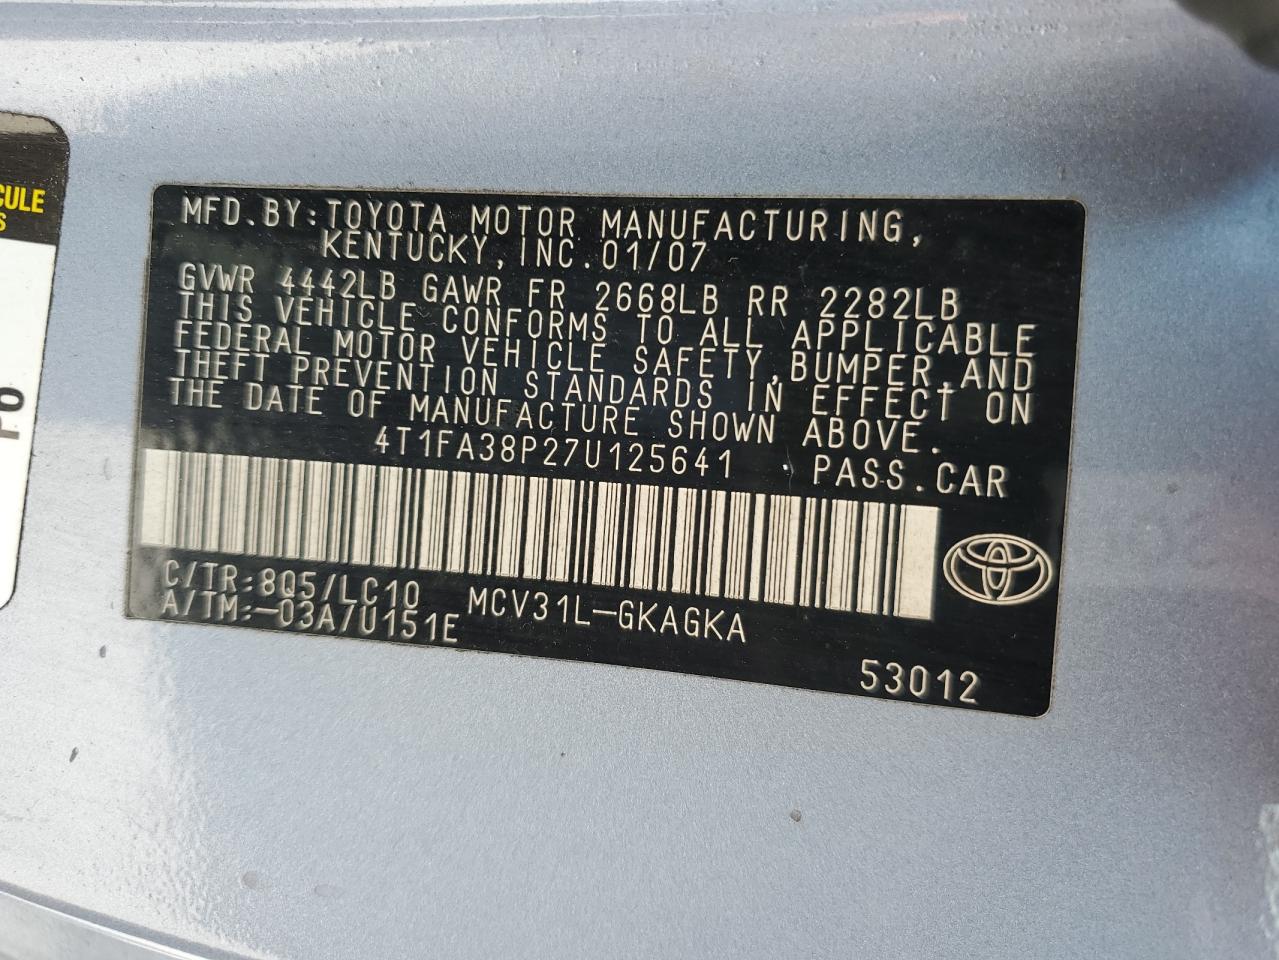 CULE
S
P6
MFD.BY:TOYOTA MOTOR MANUFACTURING,
KENTUCKY, INC. 01/07
GVWR 4442LB GAWR FR 2668LB RR 2282LB
THIS VEHICLE CONFORMS TO ALL APPLICABLE
FEDERAL MOTOR VEHICLE SAFETY, BUMPER, AND
THEFT PREVENTION STANDARDS IN EFFECT ON
THE DATE OF MANUFACTURE SHOWN ABOVE.
4T1FA38P27U125641 PASS.CAR
C/TR:8Q5/LC10 MCV31L-GKAGKA
A/TM:-03A/U151E
53012